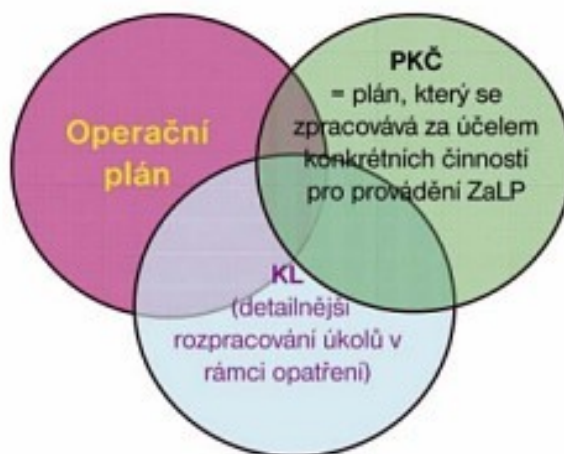 Operační
plán
PKČ
= plán, který se
zpracovává za účelem
konkrétních činností
pro provádění ZaLP
KL
(detailnější
rozpracování úkolů v
rámci opatření)